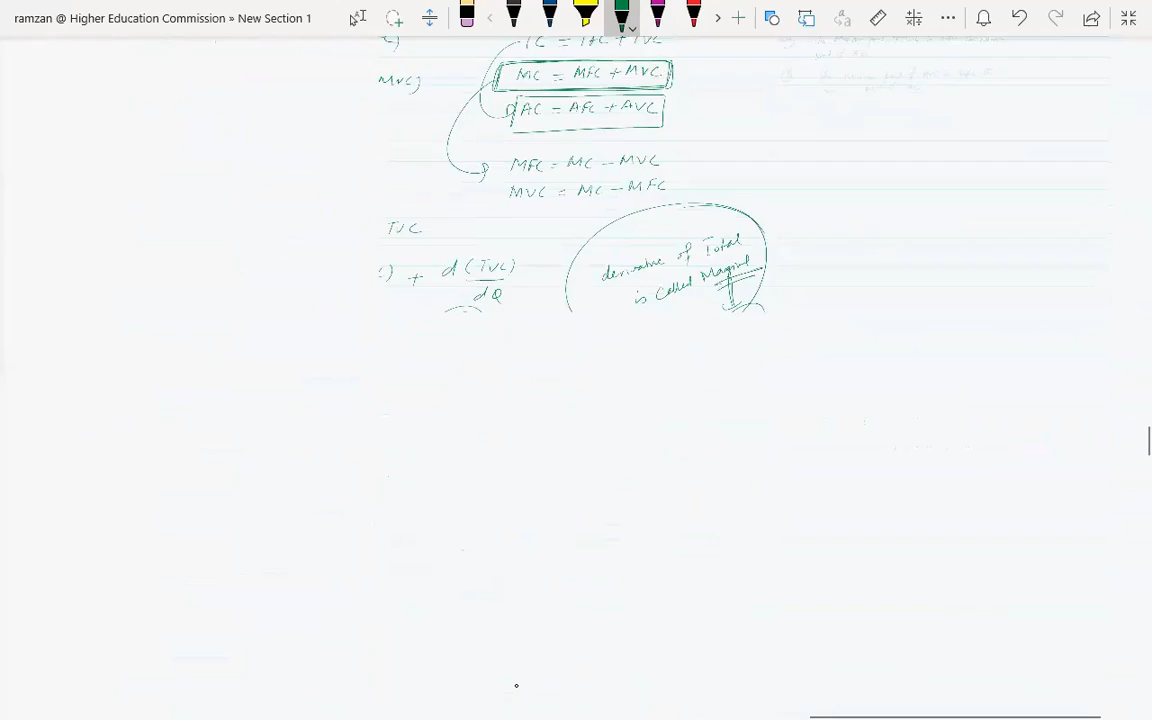 ramzan @ Higher Education Commission » New Section 1
TC = TFC + TVC
MC = MFC + MVC
MVC}
AC = AFC + AVC
MFC = MC - MVC
MVC = MC - MFC
TVC
) + d(TVC)
dQ
derivative of Total
is Called Marginal